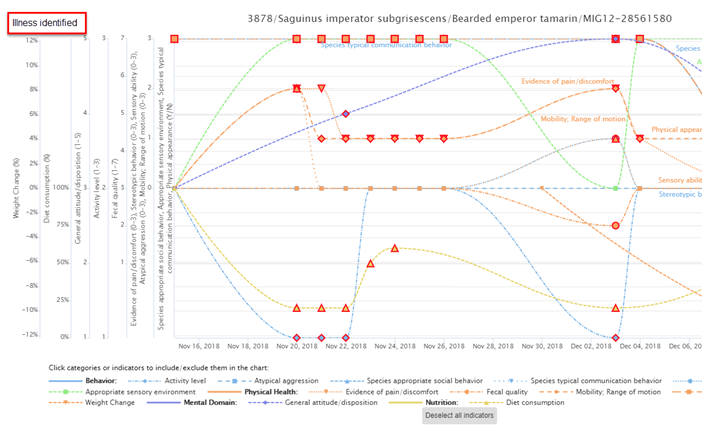 Illness identified
3878/Saguinus imperator subgrisescens/Bearded emperor tamarin/MIG12-28561580
12% 10% 8% 6% 4% 2% 0% −2% −4% −6% −8% −10% −12%
Weight Change (%)
100% 75% 50% 25% 0%
Diet consumption (%)
5 4 3 2 1
General attitude/disposition (1–5)
3 2 1
Activity level (1–3)
7 6 5 4 3 2 1
Fecal quality (1–7)
3 2 1 0
Evidence of pain/discomfort (0–3), Stereotypic behavior (0–3), Sensory ability (0–3),
Atypical aggression (0–3), Mobility; Range of motion (0–3)
Species appropriate social behavior, Appropriate sensory environment, Species typical
communication behavior, Physical appearance (Y/N)
Species typical communication behavior
Species
Evidence of pain/discomfort
Mobility; Range of motion
Physical appear
Sensory abili
Stereotypic b
Nov 16, 2018 Nov 18, 2018 Nov 20, 2018 Nov 22, 2018 Nov 24, 2018 Nov 26, 2018 Nov 28, 2018 Nov 30, 2018 Dec 02, 2018 Dec 04, 2018 Dec 06, 20
Click categories or indicators to include/exclude them in the chart:
Behavior: Activity level Atypical aggression Species appropriate social behavior Species typical communication behavior
Appropriate sensory environment Physical Health: Evidence of pain/discomfort Fecal quality Mobility; Range of motion
Weight Change Mental Domain: General attitude/disposition Nutrition: Diet consumption
Deselect all indicators